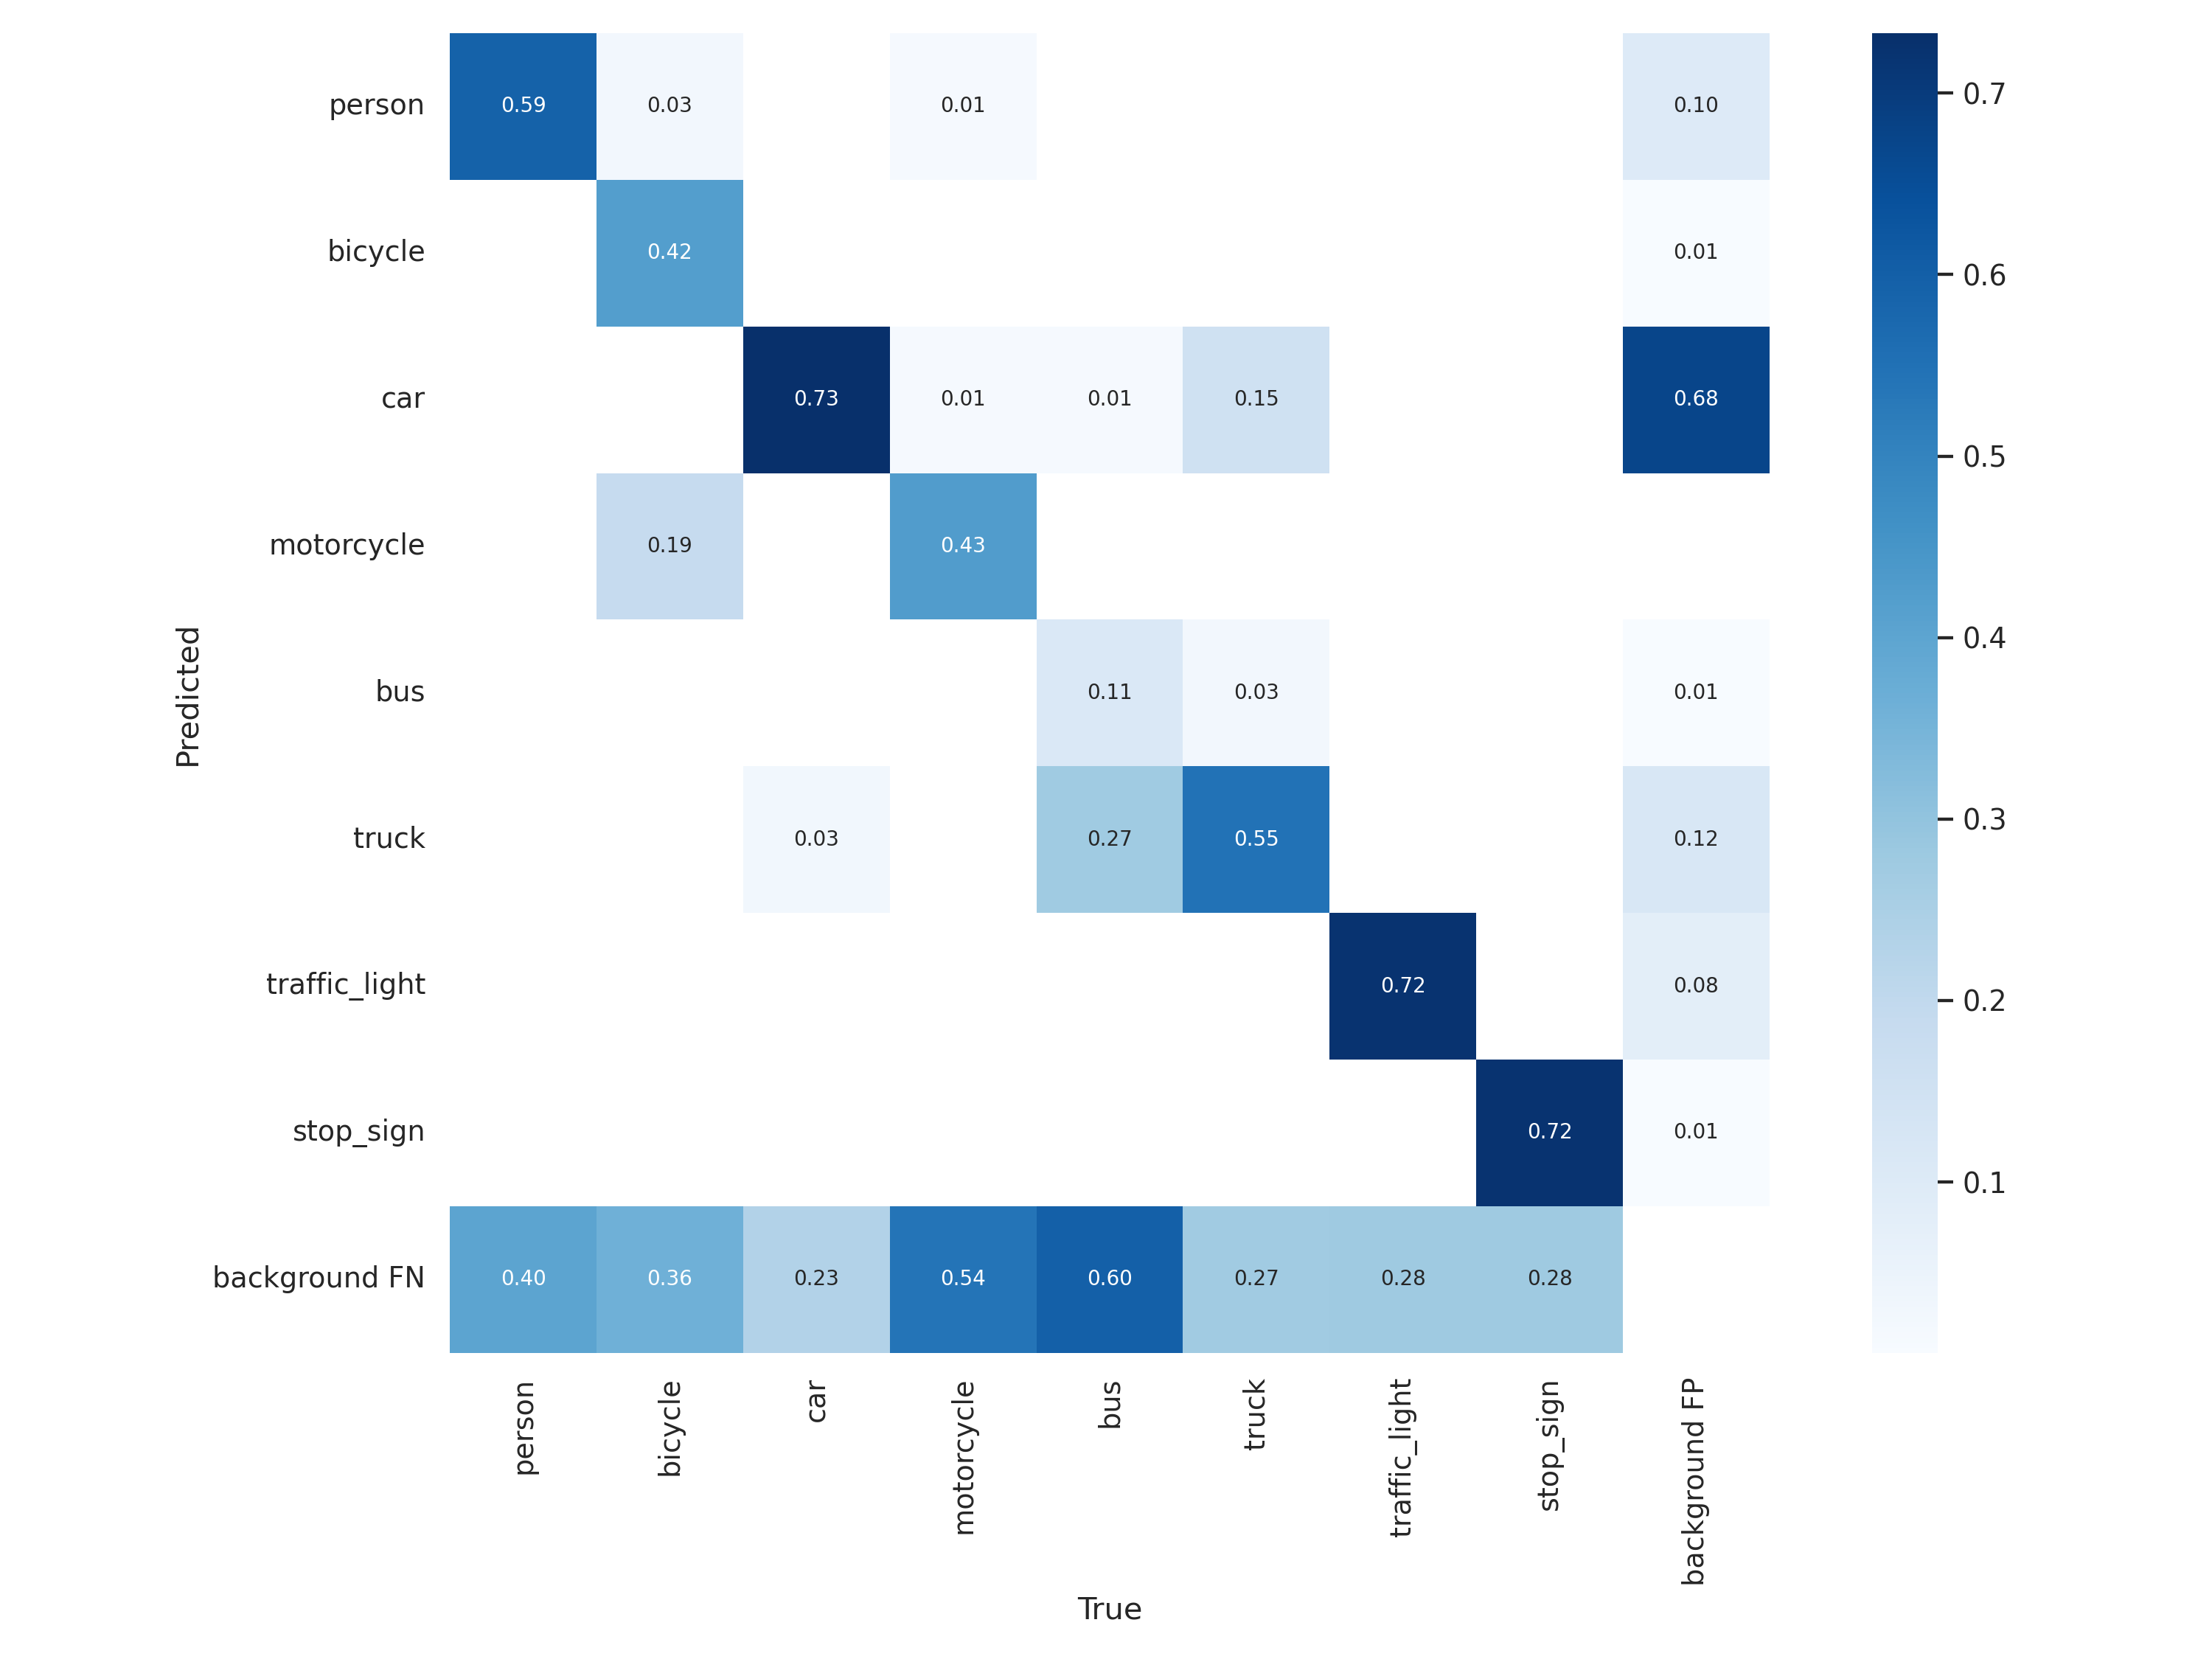 person 0.59 0.03 0.01 0.10
bicycle 0.42 0.01
car 0.73 0.01 0.01 0.15 0.68
motorcycle 0.19 0.43
bus 0.11 0.03 0.01
truck 0.03 0.27 0.55 0.12
traffic_light 0.72 0.08
stop_sign 0.72 0.01
background FN 0.40 0.36 0.23 0.54 0.60 0.27 0.28 0.28
Predicted
person
bicycle
car
motorcycle
bus
truck
traffic_light
stop_sign
background FP
True
0.7
0.6
0.5
0.4
0.3
0.2
0.1